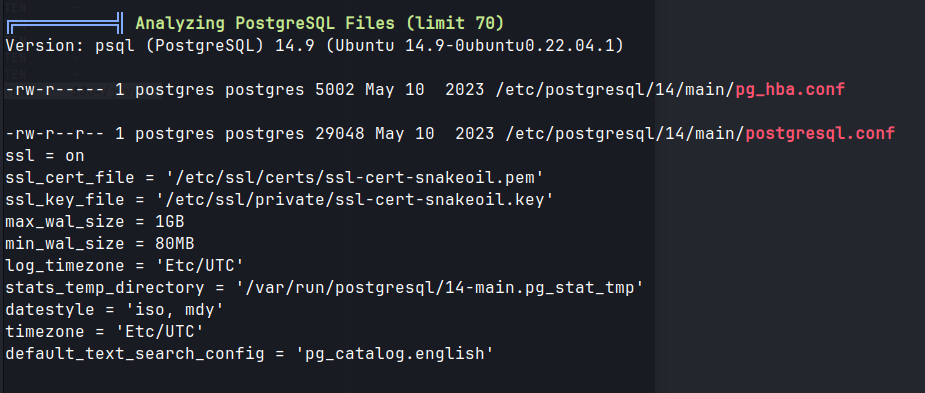 ╔══════════╣ Analyzing PostgreSQL Files (limit 70)
Version: psql (PostgreSQL) 14.9 (Ubuntu 14.9-0ubuntu0.22.04.1)
-rw-r----- 1 postgres postgres 5002 May 10  2023 /etc/postgresql/14/main/pg_hba.conf
-rw-r--r-- 1 postgres postgres 29048 May 10  2023 /etc/postgresql/14/main/postgresql.conf
ssl = on
ssl_cert_file = '/etc/ssl/certs/ssl-cert-snakeoil.pem'
ssl_key_file = '/etc/ssl/private/ssl-cert-snakeoil.key'
max_wal_size = 1GB
min_wal_size = 80MB
log_timezone = 'Etc/UTC'
stats_temp_directory = '/var/run/postgresql/14-main.pg_stat_tmp'
datestyle = 'iso, mdy'
timezone = 'Etc/UTC'
default_text_search_config = 'pg_catalog.english'